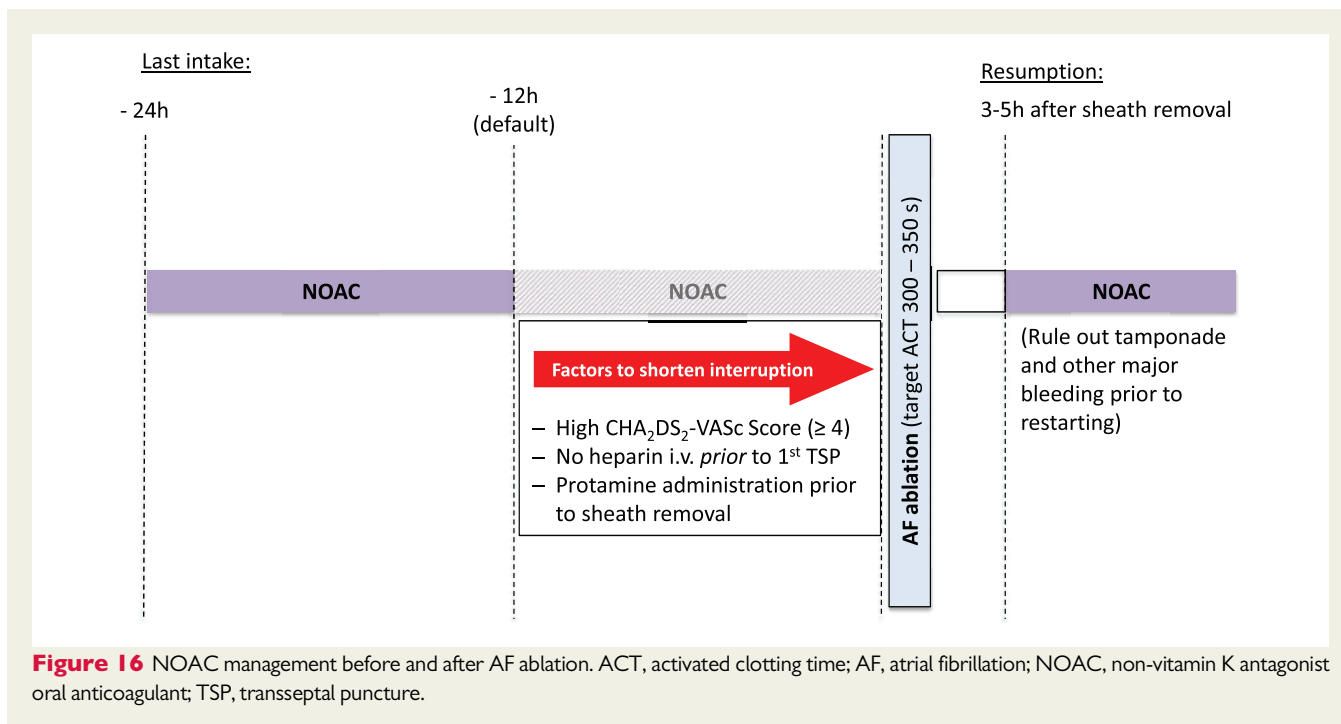 Last intake:
- 24h
- 12h
(default)
Resumption:
3-5h after sheath removal
NOAC
NOAC
AF ablation (target ACT 300 – 350 s)
NOAC
Factors to shorten interruption
– High CHA₂DS₂-VASc Score (≥ 4)
– No heparin i.v. prior to 1ˢᵗ TSP
– Protamine administration prior
to sheath removal
(Rule out tamponade
and other major
bleeding prior to
restarting)
Figure 16 NOAC management before and after AF ablation. ACT, activated clotting time; AF, atrial fibrillation; NOAC, non-vitamin K antagonist
oral anticoagulant; TSP, transseptal puncture.